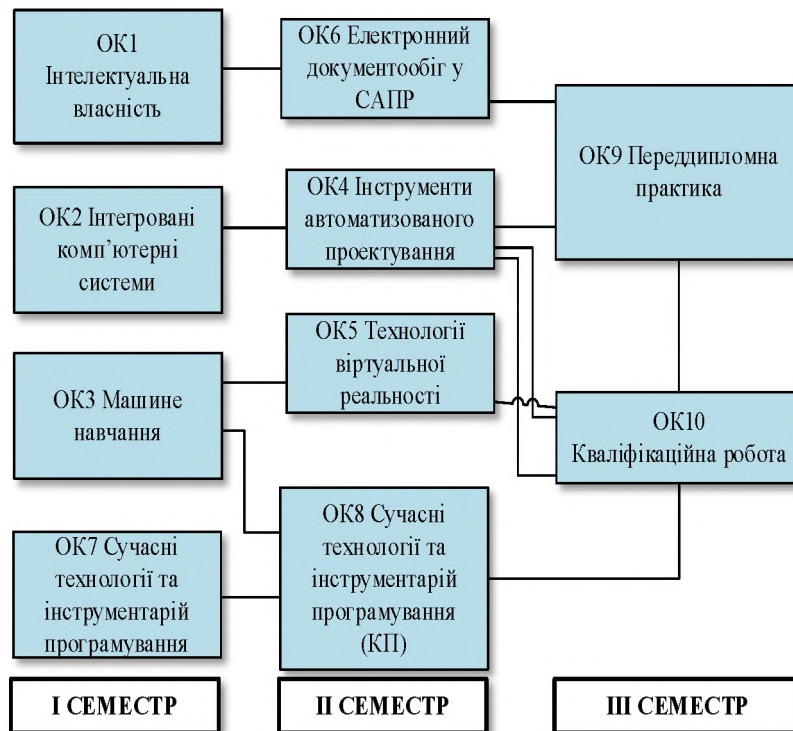 ОК1
Інтелектуальна
власність
ОК2 Інтегровані
комп’ютерні
системи
ОК3 Машине
навчання
ОК7 Сучасні
технології та
інструментарій
програмування
І СЕМЕСТР
ОК6 Електронний
документообіг у
САПР
ОК4 Інструменти
автоматизованого
проектування
ОК5 Технології
віртуальної
реальності
ОК8 Сучасні
технології та
інструментарій
програмування
(КП)
ІІ СЕМЕСТР
ОК9 Переддипломна
практика
ОК10
Кваліфікаційна робота
ІІІ СЕМЕСТР